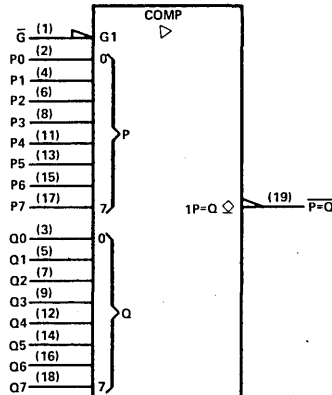 COMP
G̅ (1) G1
P0 (2) 0
P1 (4)
P2 (6)
P3 (8)
P4 (11) P
P5 (13)
P6 (15)
P7 (17) 7
1P=Q (19) P̅=̅Q̅
Q0 (3) 0
Q1 (5)
Q2 (7)
Q3 (9)
Q4 (12) Q
Q5 (14)
Q6 (16)
Q7 (18) 7